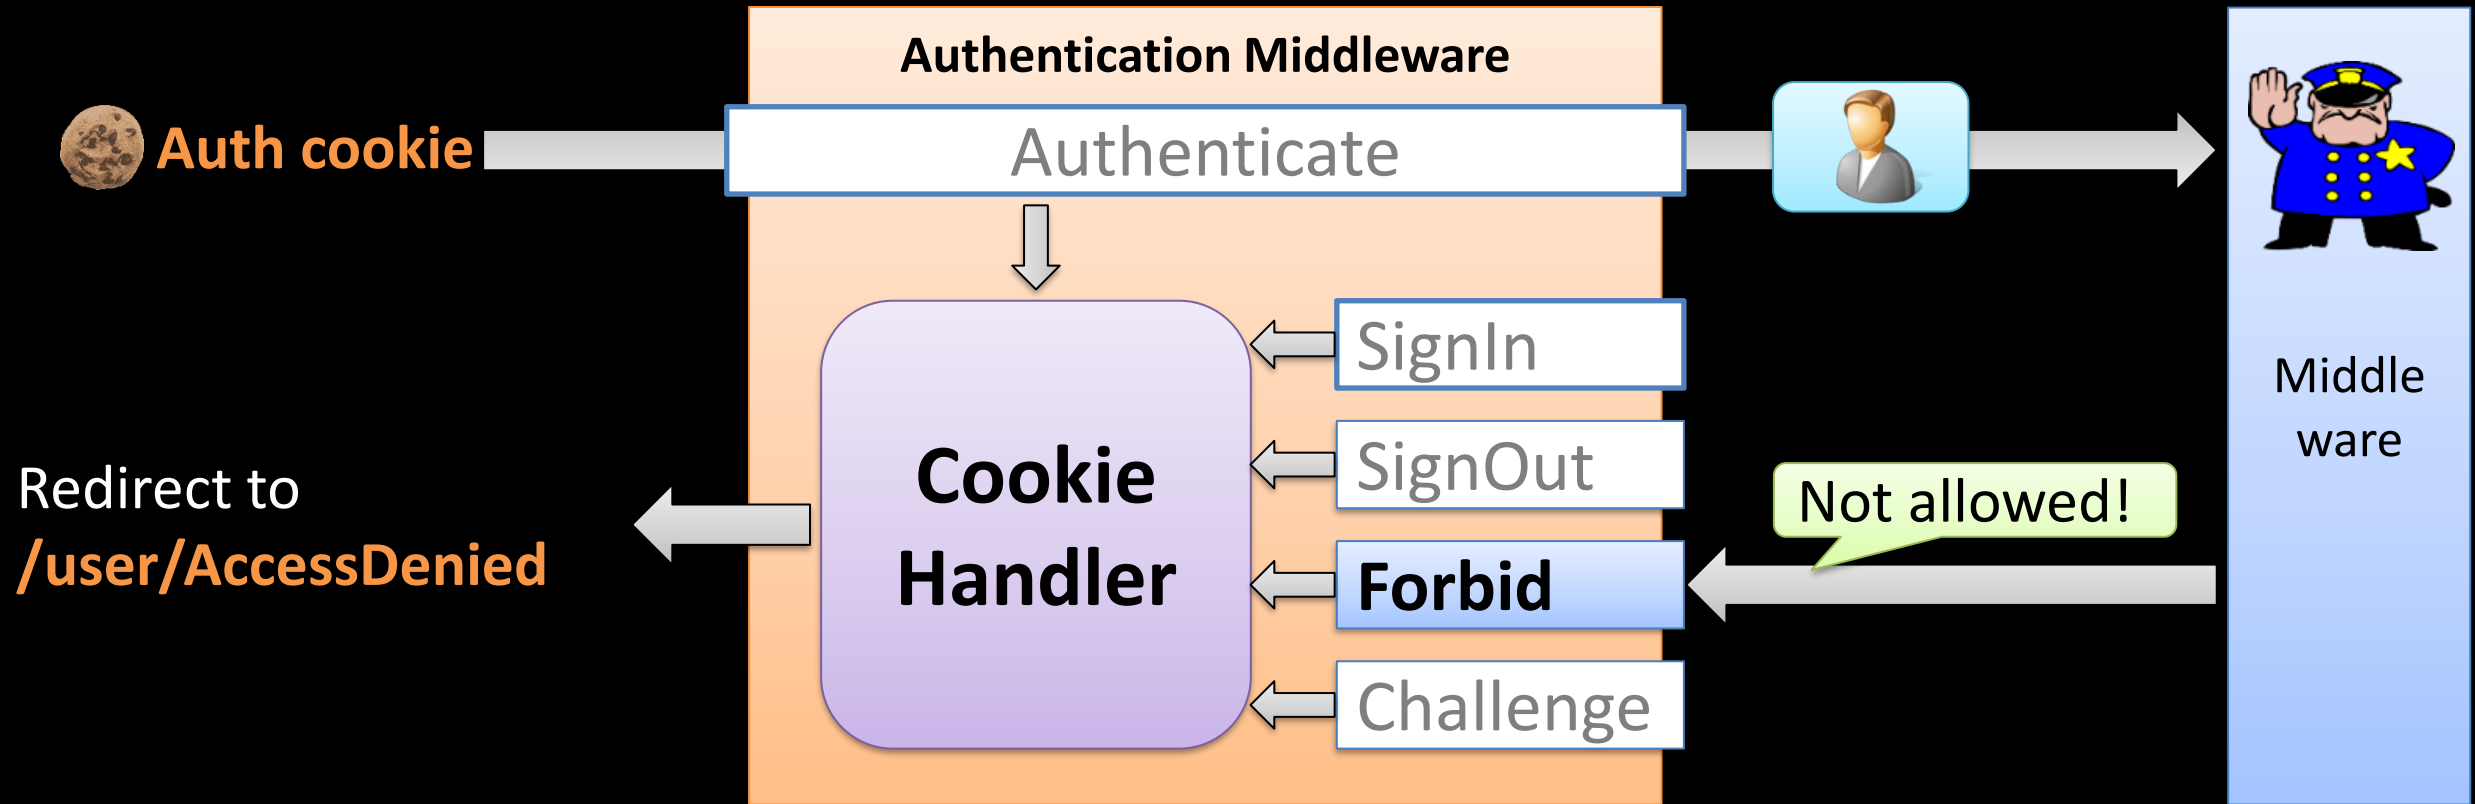 Authentication Middleware
Auth cookie
Authenticate
SignIn
SignOut
Forbid
Challenge
Cookie
Handler
Middle
ware
Not allowed!
Redirect to
/user/AccessDenied